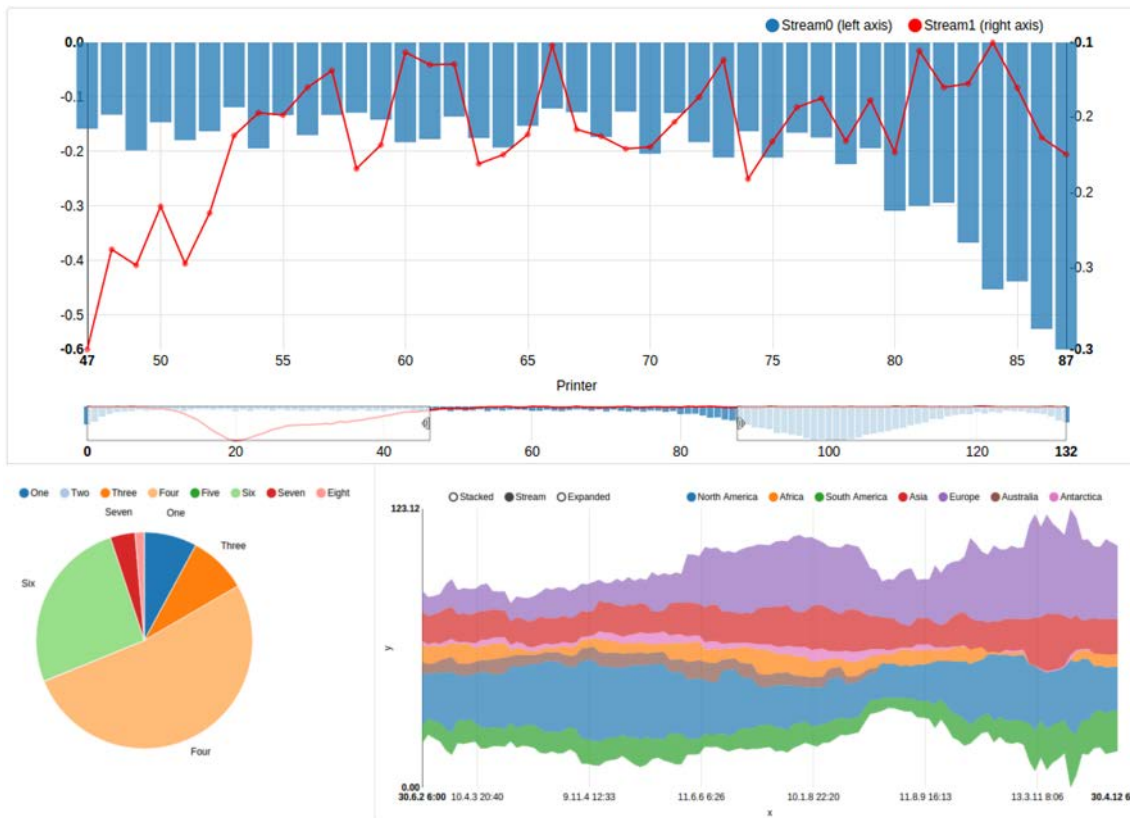 Stream0 (left axis) Stream1 (right axis)
0.0 -0.1
-0.1
-0.2
-0.2
-0.2
-0.3
-0.3
-0.4
-0.5
-0.6 -0.3
47 50 55 60 65 70 75 80 85 87
Printer
0 20 40 60 80 100 120 132
One Two Three Four Five Six Seven Eight
Seven One
Three
Six
Four
Stacked Stream Expanded North America Africa South America Asia Europe Australia Antarctica
123.12
y
0.00
30.6.2 6:00 10.4.3 20:40 9.11.4 12:33 11.6.6 6:26 10.1.8 22:20 11.8.9 16:13 13.3.11 8:06 30.4.12 6
x